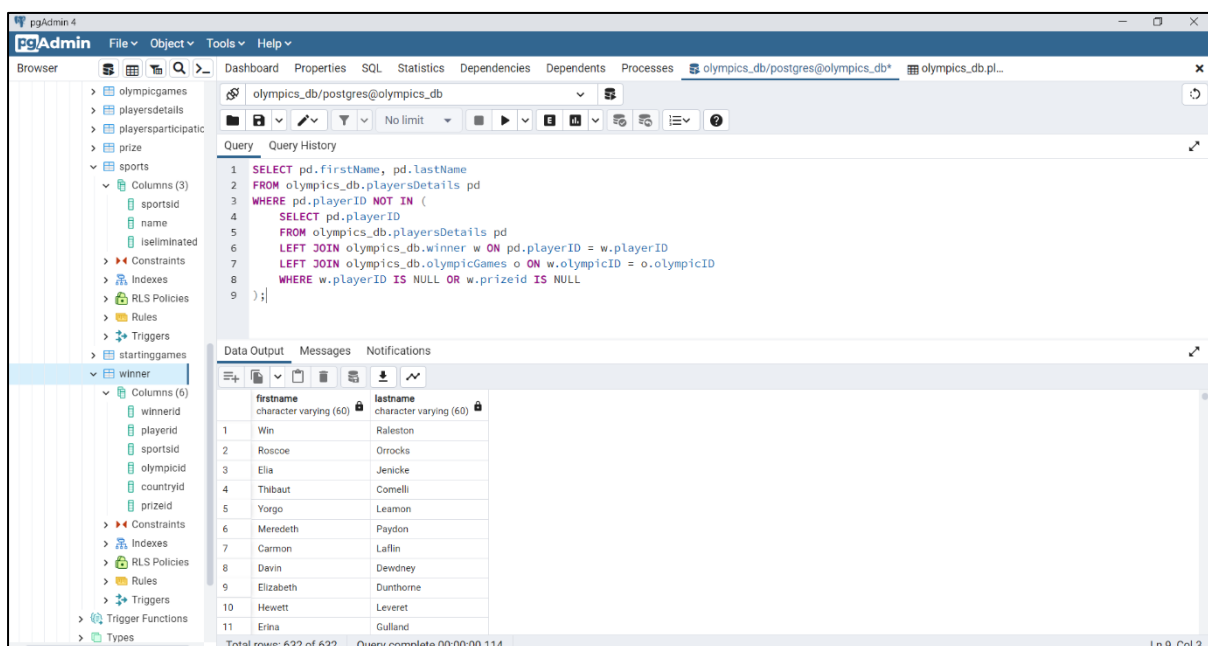 pgAdmin 4
pgAdmin File Object Tools Help
Browser Dashboard Properties SQL Statistics Dependencies Dependents Processes olympics_db/postgres@olympics_db* olympics_db.pl...
olympicgames
playersdetails
playersparticipatic
prize
sports
Columns (3)
sportsid
name
iseliminated
Constraints
Indexes
RLS Policies
Rules
Triggers
startinggames
winner
Columns (6)
winnerid
playerid
sportsid
olympicid
countryid
prizeid
Constraints
Indexes
RLS Policies
Rules
Triggers
Trigger Functions
Types
olympics_db/postgres@olympics_db
No limit
E
Query Query History
1 SELECT pd.firstName, pd.lastName
2 FROM olympics_db.playersDetails pd
3 WHERE pd.playerID NOT IN (
4 SELECT pd.playerID
5 FROM olympics_db.playersDetails pd
6 LEFT JOIN olympics_db.winner w ON pd.playerID = w.playerID
7 LEFT JOIN olympics_db.olympicGames o ON w.olympicID = o.olympicID
8 WHERE w.playerID IS NULL OR w.prizeid IS NULL
9 );
Data Output Messages Notifications
firstname lastname
character varying (60) character varying (60)
1 Win Raleston
2 Roscoe Orrocks
3 Elia Jenicke
4 Thibaut Comelli
5 Yorgo Leamon
6 Meredeth Paydon
7 Carmon Laflin
8 Davin Dewdney
9 Elizabeth Dunthorne
10 Hewett Leveret
11 Erina Gulland
Total rows: 632 of 632 Query complete 00:00:00.114 Ln 9, Col 3